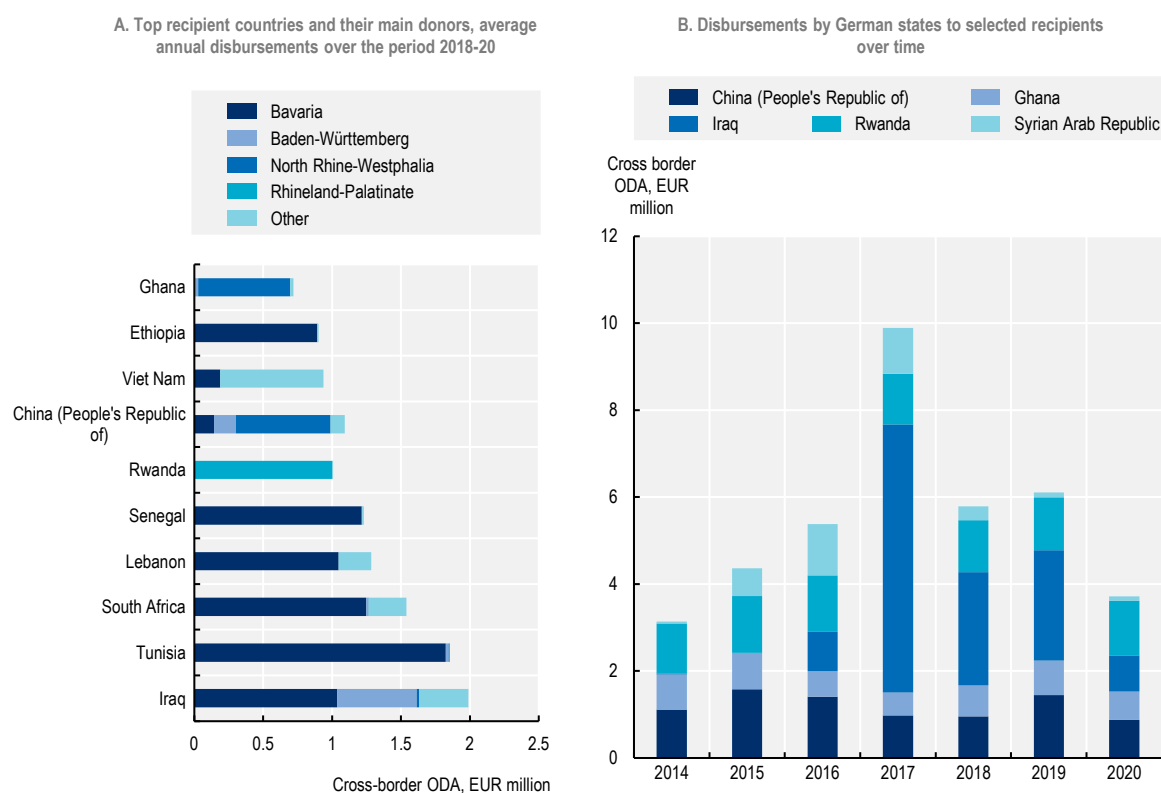 A. Top recipient countries and their main donors, average
annual disbursements over the period 2018-20
Bavaria
Baden-Württemberg
North Rhine-Westphalia
Rhineland-Palatinate
Other
Ghana
Ethiopia
Viet Nam
China (People's Republic
of)
Rwanda
Senegal
Lebanon
South Africa
Tunisia
Iraq
0 0.5 1 1.5 2 2.5
Cross-border ODA, EUR million
B. Disbursements by German states to selected recipients
over time
China (People's Republic of) Ghana
Iraq Rwanda Syrian Arab Republic
Cross border
ODA, EUR
million
12
10
8
6
4
2
0
2014 2015 2016 2017 2018 2019 2020